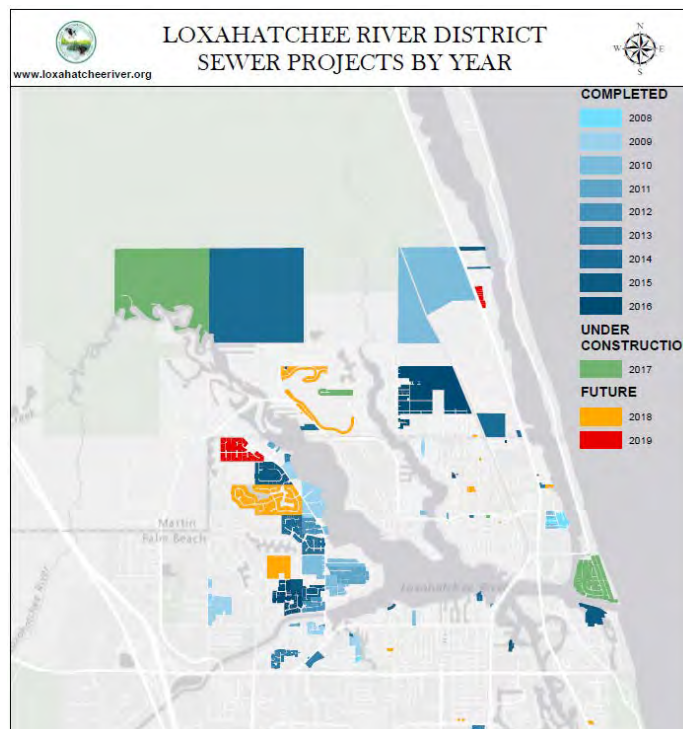 LOXAHATCHEE RIVER DISTRICT
SEWER PROJECTS BY YEAR
www.loxahatcheeriver.org
N
W
E
S
COMPLETED
2008
2009
2010
2011
2012
2013
2014
2015
2016
UNDER
CONSTRUCTIO
2017
FUTURE
2018
2019
Martin
Palm Beach
Loxahatchee River
River